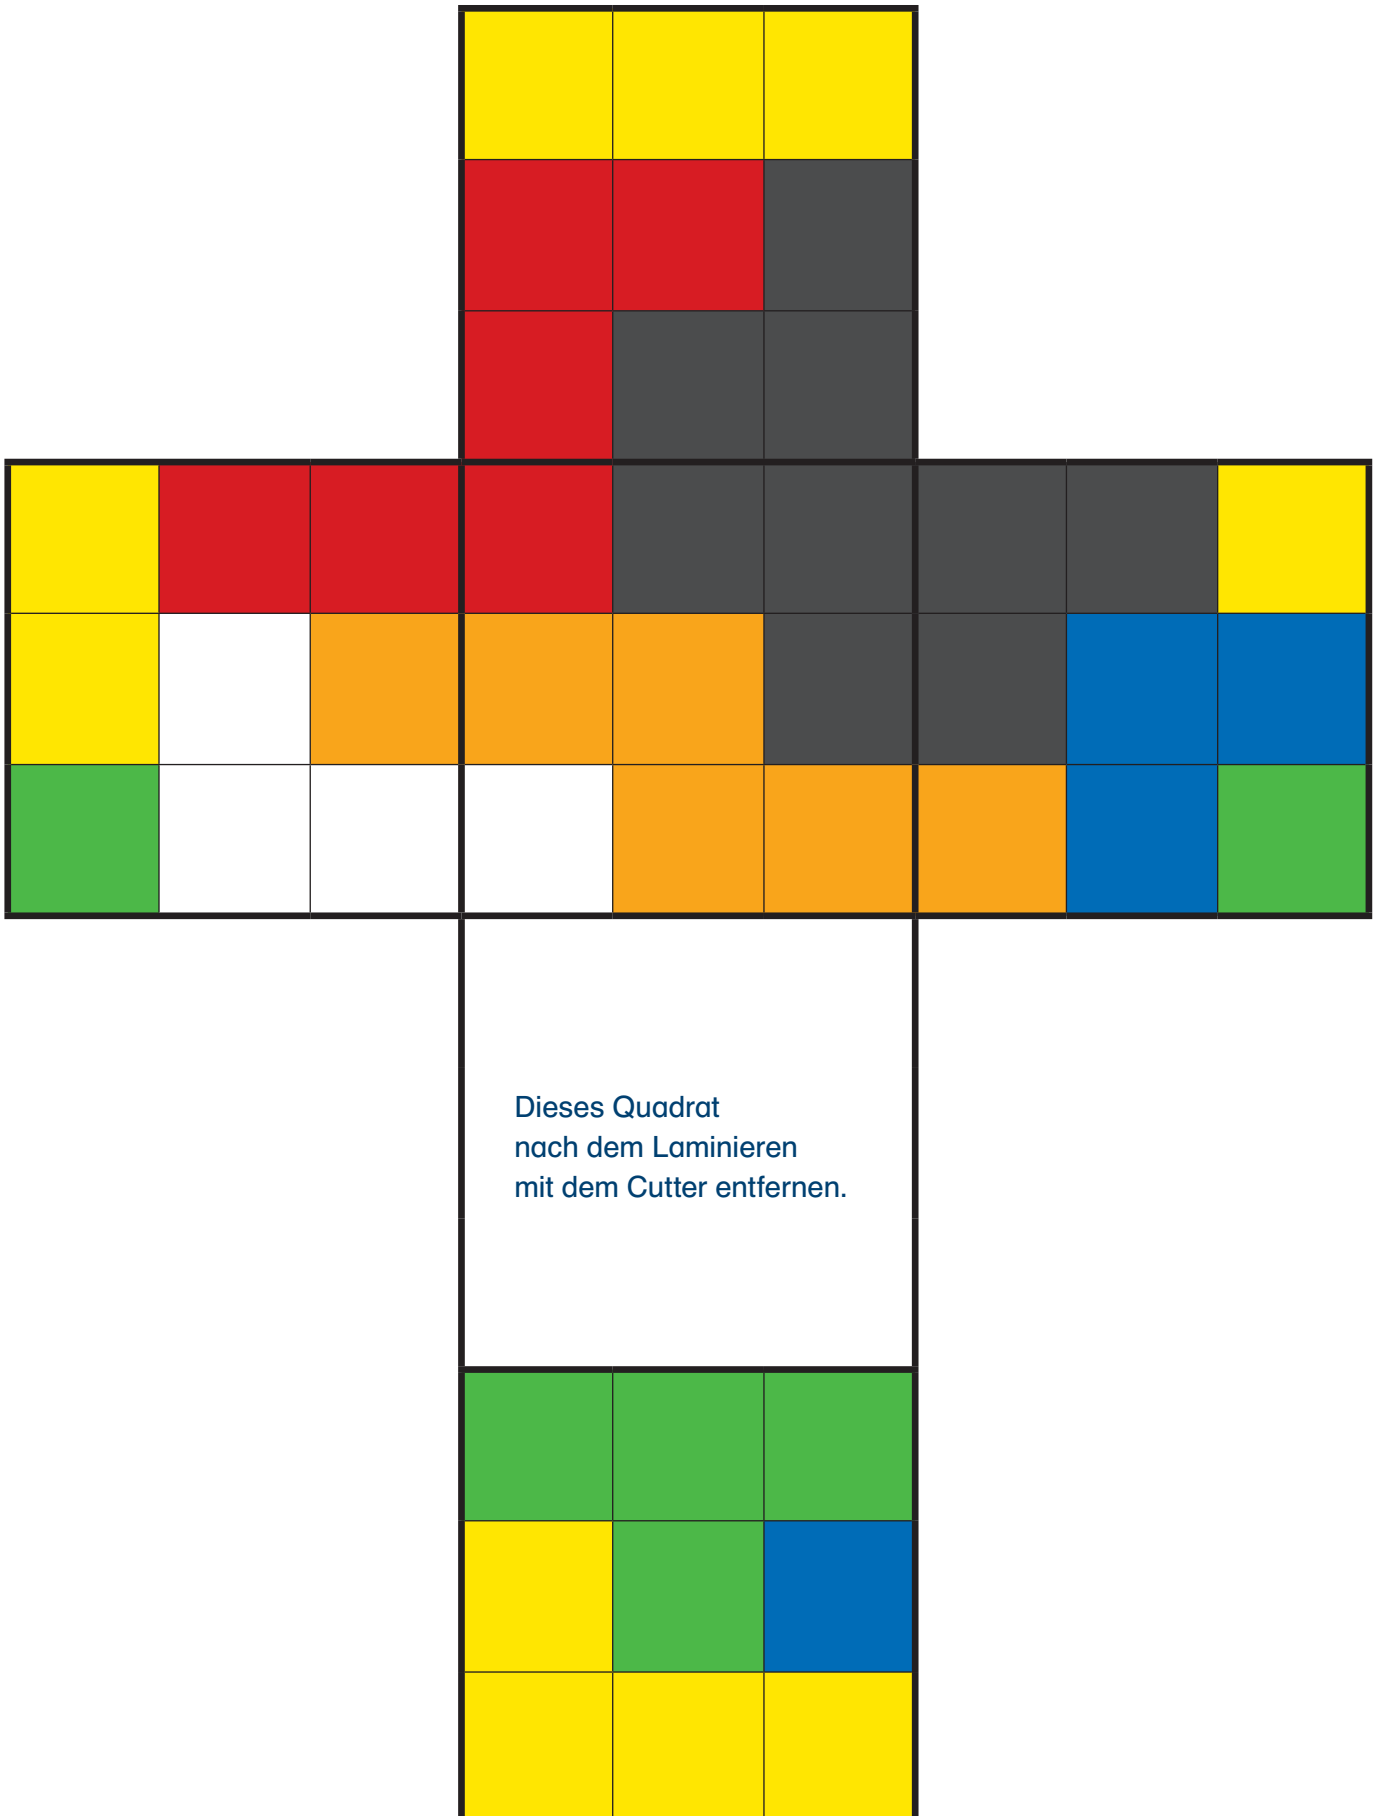 Dieses Quadrat
nach dem Laminieren
mit dem Cutter entfernen.